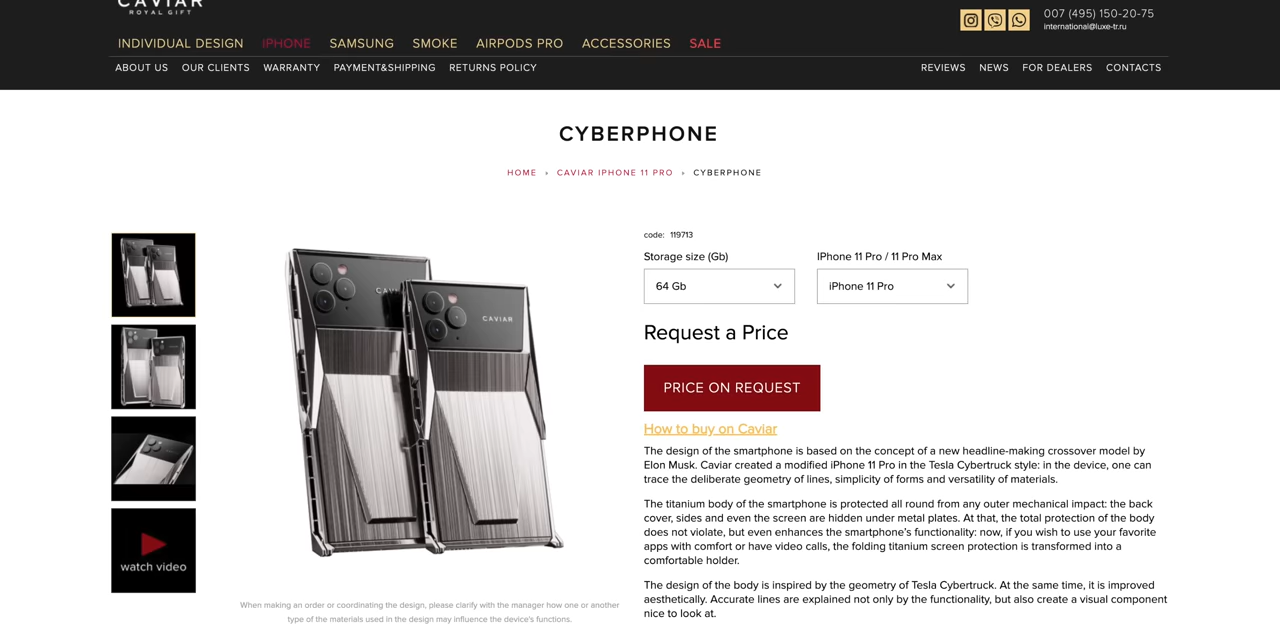 CAVIAR
ROYAL GIFT
007 (495) 150-20-75
international@luxe-tr.ru
INDIVIDUAL DESIGN IPHONE SAMSUNG SMOKE AIRPODS PRO ACCESSORIES SALE
ABOUT US OUR CLIENTS WARRANTY PAYMENT&SHIPPING RETURNS POLICY REVIEWS NEWS FOR DEALERS CONTACTS
CYBERPHONE
HOME › CAVIAR IPHONE 11 PRO › CYBERPHONE
CAVI
CAVIAR
watch video
When making an order or coordinating the design, please clarify with the manager how one or another
type of the materials used in the design may influence the device's functions.
code: 119713
Storage size (Gb) IPhone 11 Pro / 11 Pro Max
64 Gb iPhone 11 Pro
Request a Price
PRICE ON REQUEST
How to buy on Caviar
The design of the smartphone is based on the concept of a new headline-making crossover model by
Elon Musk. Caviar created a modified iPhone 11 Pro in the Tesla Cybertruck style: in the device, one can
trace the deliberate geometry of lines, simplicity of forms and versatility of materials.
The titanium body of the smartphone is protected all round from any outer mechanical impact: the back
cover, sides and even the screen are hidden under metal plates. At that, the total protection of the body
does not violate, but even enhances the smartphone's functionality: now, if you wish to use your favorite
apps with comfort or have video calls, the folding titanium screen protection is transformed into a
comfortable holder.
The design of the body is inspired by the geometry of Tesla Cybertruck. At the same time, it is improved
aesthetically. Accurate lines are explained not only by the functionality, but also create a visual component
nice to look at.